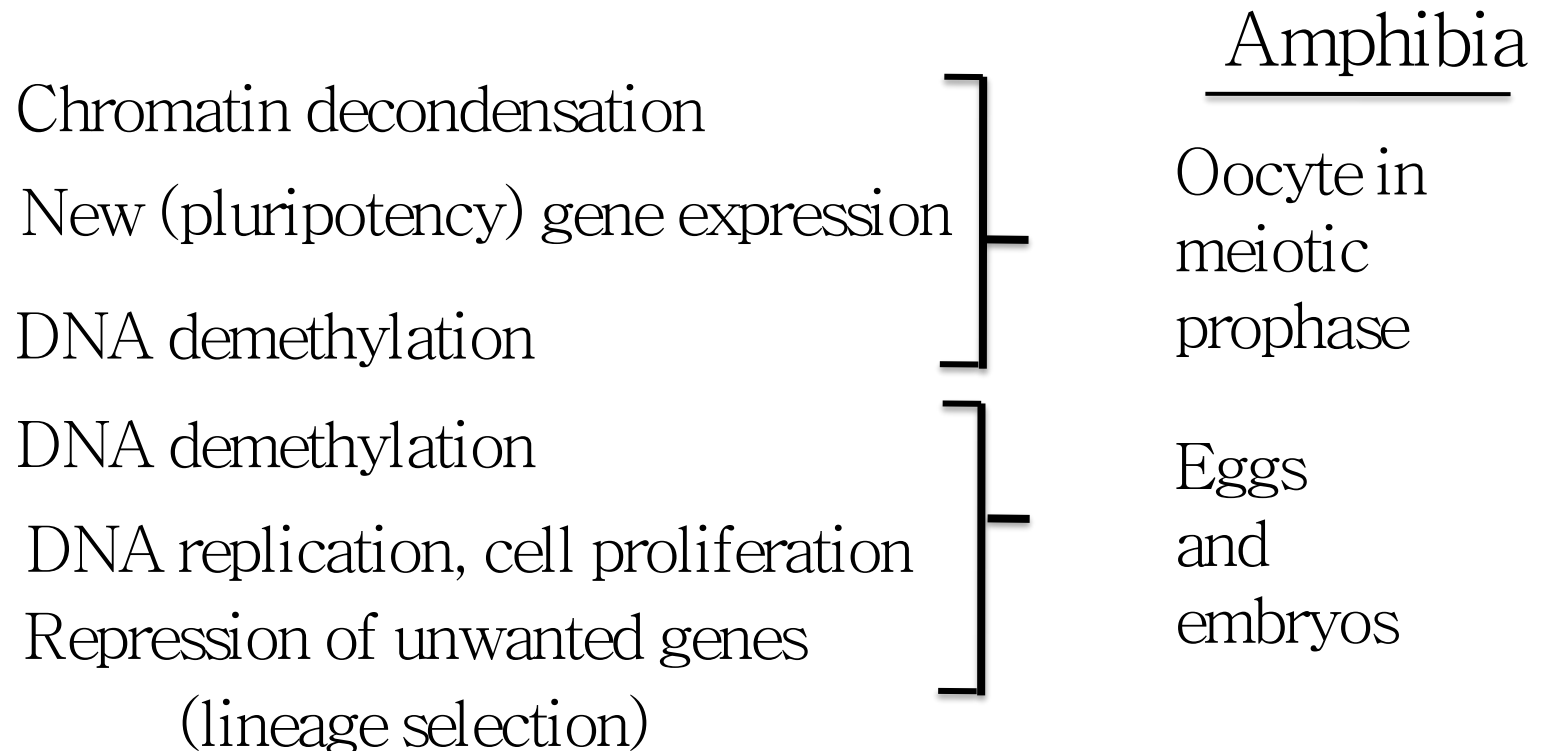 Amphibia
Chromatin decondensation
New (pluripotency) gene expression
DNA demethylation
Oocyte in
meiotic
prophase
DNA demethylation
DNA replication, cell proliferation
Repression of unwanted genes
(lineage selection)
Eggs
and
embryos